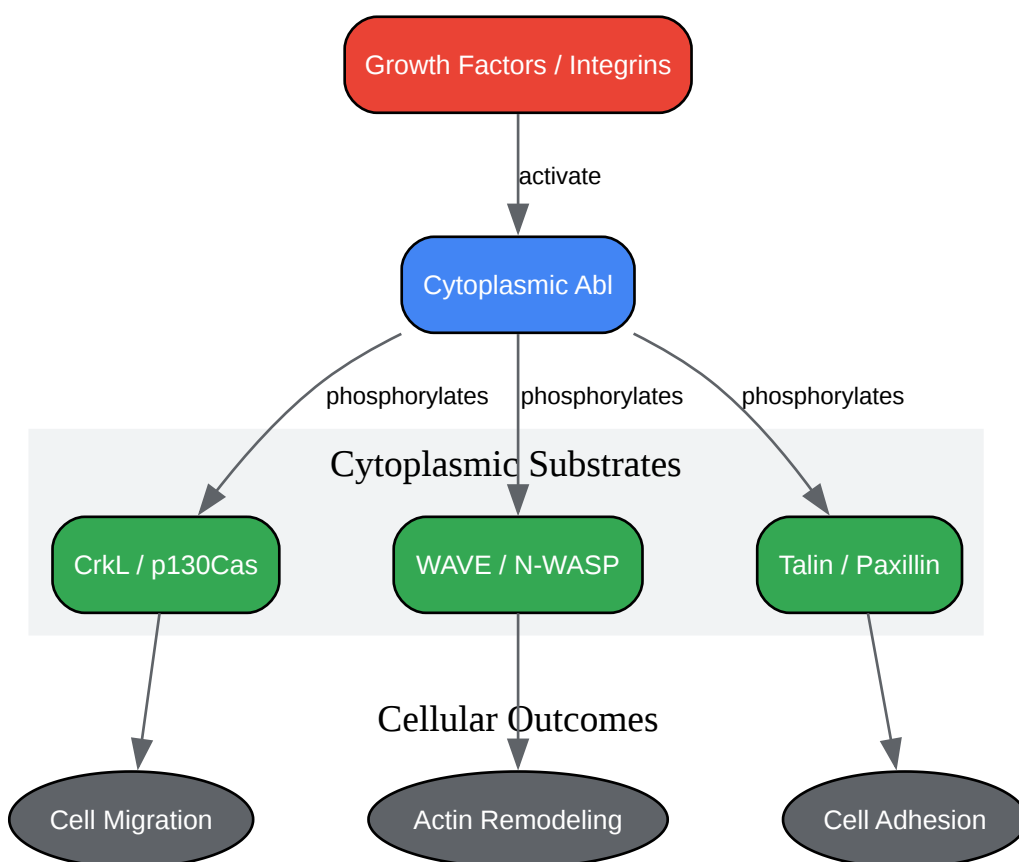 Growth Factors / Integrins
activate
Cytoplasmic Abl
phosphorylates
phosphorylates
phosphorylates
Cytoplasmic Substrates
CrkL / p130Cas
WAVE / N-WASP
Talin / Paxillin
Cellular Outcomes
Cell Migration
Actin Remodeling
Cell Adhesion